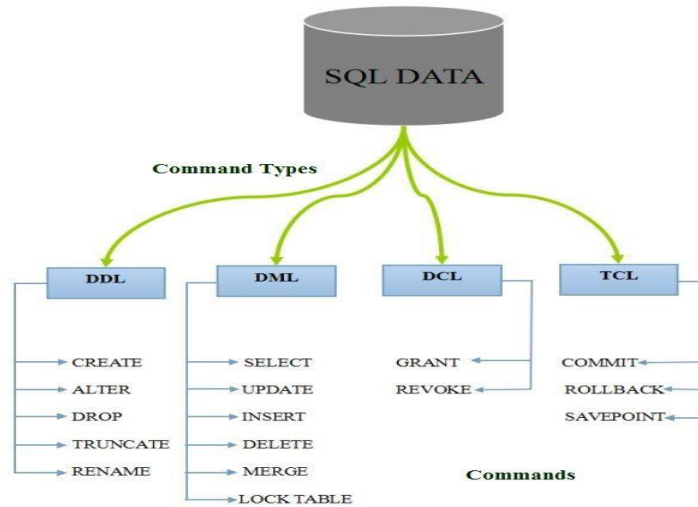 SQL DATA
Command Types
DDL
DML
DCL
TCL
CREATE
ALTER
DROP
TRUNCATE
RENAME
SELECT
UPDATE
INSERT
DELETE
MERGE
LOCK TABLE
GRANT
REVOKE
COMMIT
ROLLBACK
SAVEPOINT
Commands